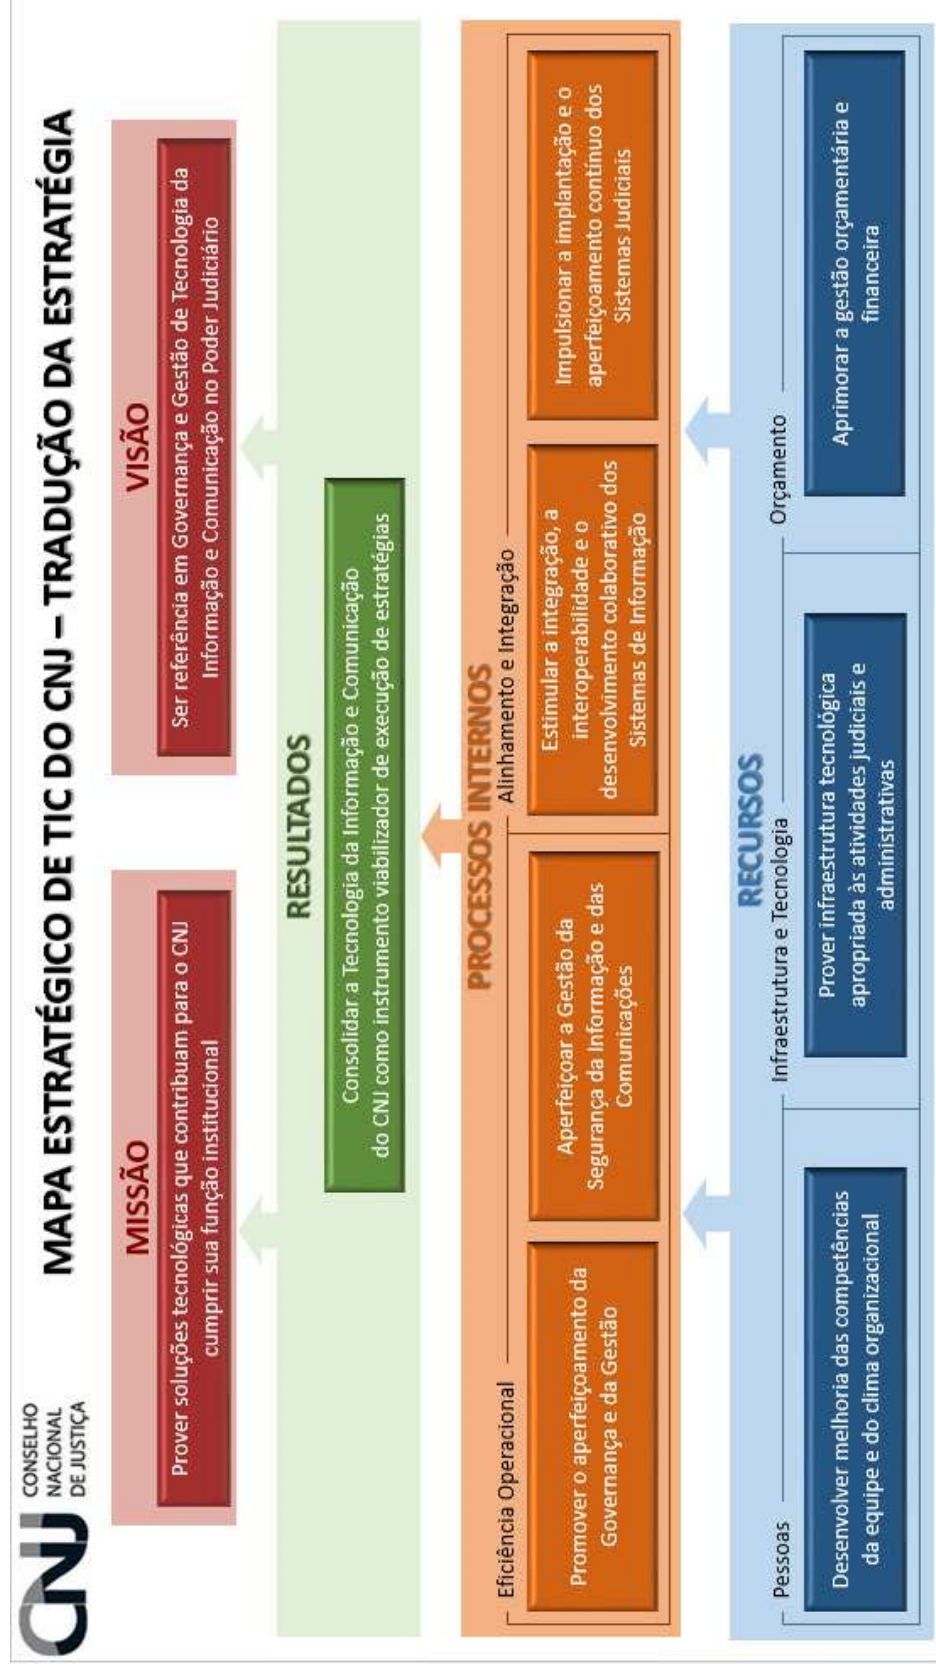 CNJ
CONSELHO
NACIONAL
DE JUSTIÇA
MAPA ESTRATÉGICO DE TIC DO CNJ – TRADUÇÃO DA ESTRATÉGIA
MISSÃO
Prover soluções tecnológicas que contribuam para o CNJ
cumprir sua função institucional
VISÃO
Ser referência em Governança e Gestão de Tecnologia da
Informação e Comunicação no Poder Judiciário
RESULTADOS
Consolidar a Tecnologia da Informação e Comunicação
do CNJ como instrumento viabilizador de execução de estratégias
PROCESSOS INTERNOS
Eficiência Operacional
Promover o aperfeiçoamento da
Governança e da Gestão
Aperfeiçoar a Gestão da
Segurança da Informação e das
Comunicações
Alinhamento e Integração
Estimular a integração, a
interoperabilidade e o
desenvolvimento colaborativo dos
Sistemas de Informação
Impulsionar a implantação e o
aperfeiçoamento contínuo dos
Sistemas Judiciais
RECURSOS
Pessoas
Desenvolver melhoria das competências
da equipe e do clima organizacional
Infraestrutura e Tecnologia
Prover infraestrutura tecnológica
apropriada às atividades judiciais e
administrativas
Orçamento
Aprimorar a gestão orçamentária e
financeira